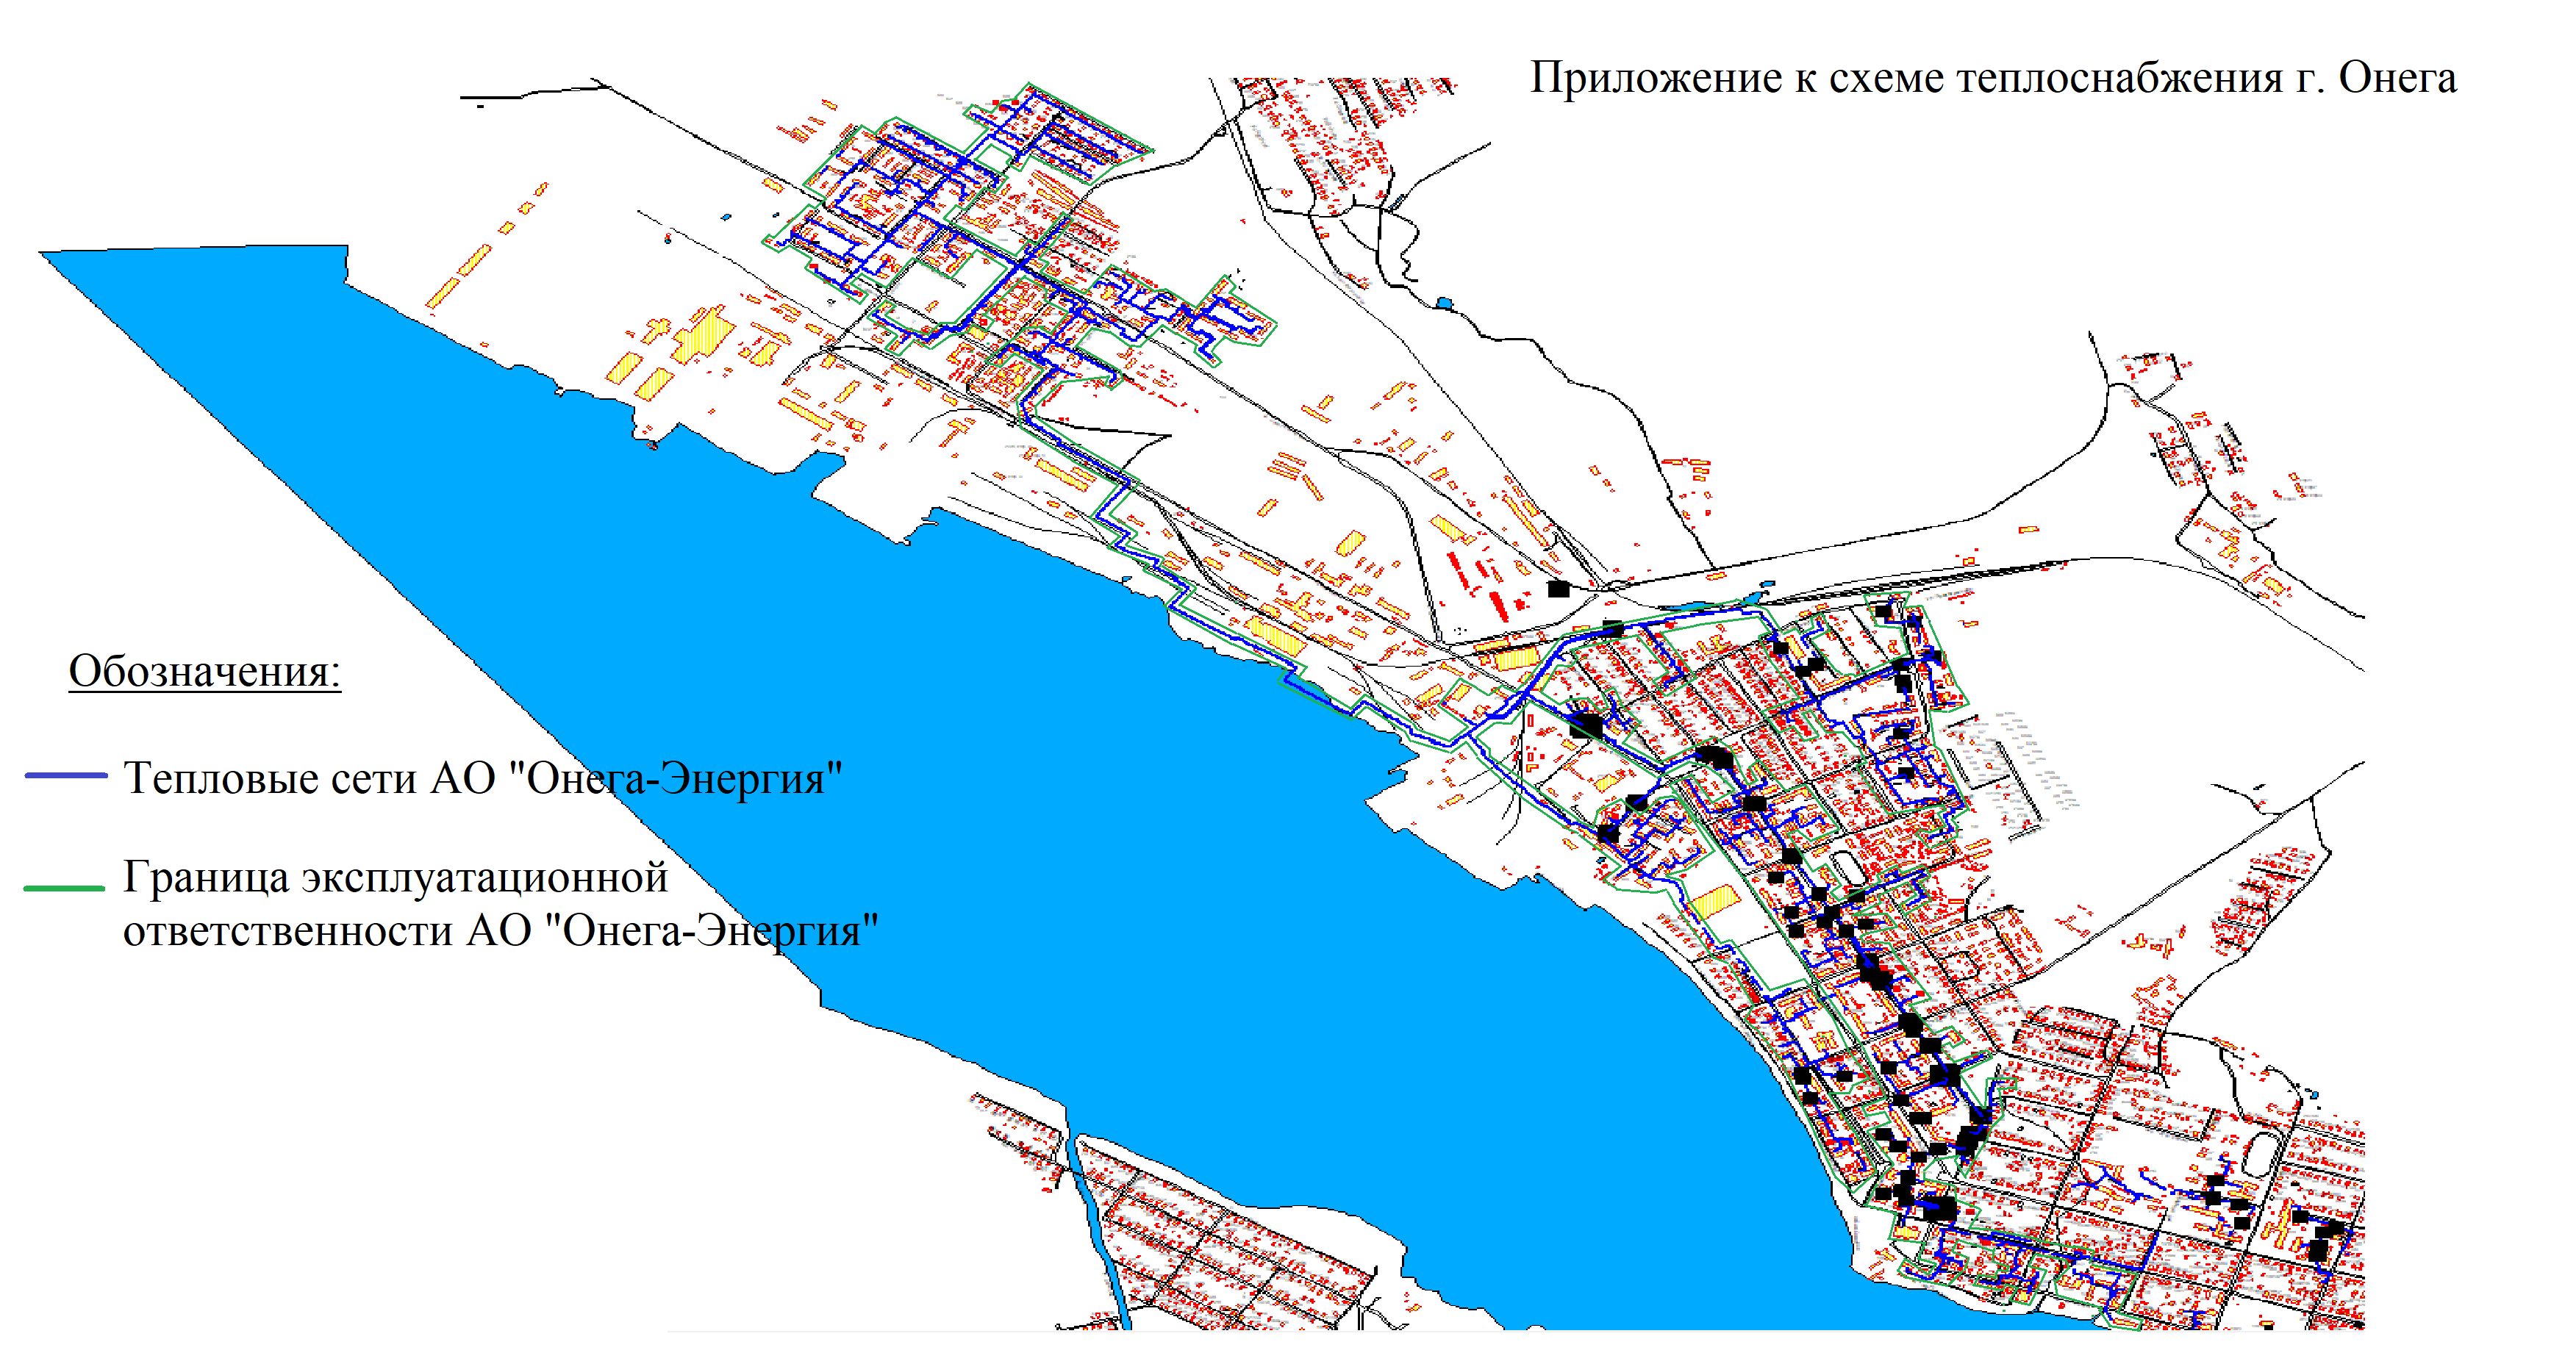 Приложение к схеме теплоснабжения г. Онега
Обозначения:
Тепловые сети АО "Онега-Энергия"
Граница эксплуатационной
ответственности АО "Онега-Энергия"